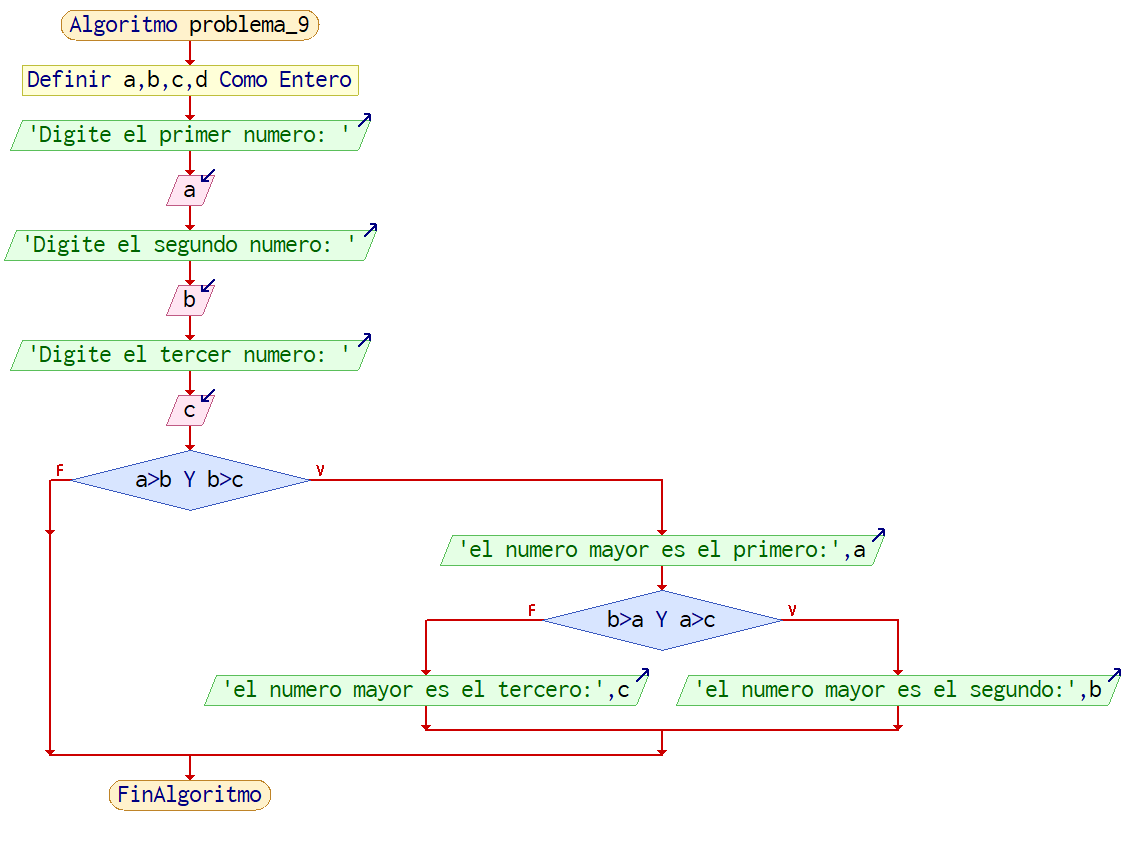 Algoritmo problema_9
Definir a,b,c,d Como Entero
'Digite el primer numero: '
a
'Digite el segundo numero: '
b
'Digite el tercer numero: '
c
F
V
a>b Y b>c
'el numero mayor es el primero:',a
F
V
b>a Y a>c
'el numero mayor es el tercero:',c
'el numero mayor es el segundo:',b
FinAlgoritmo